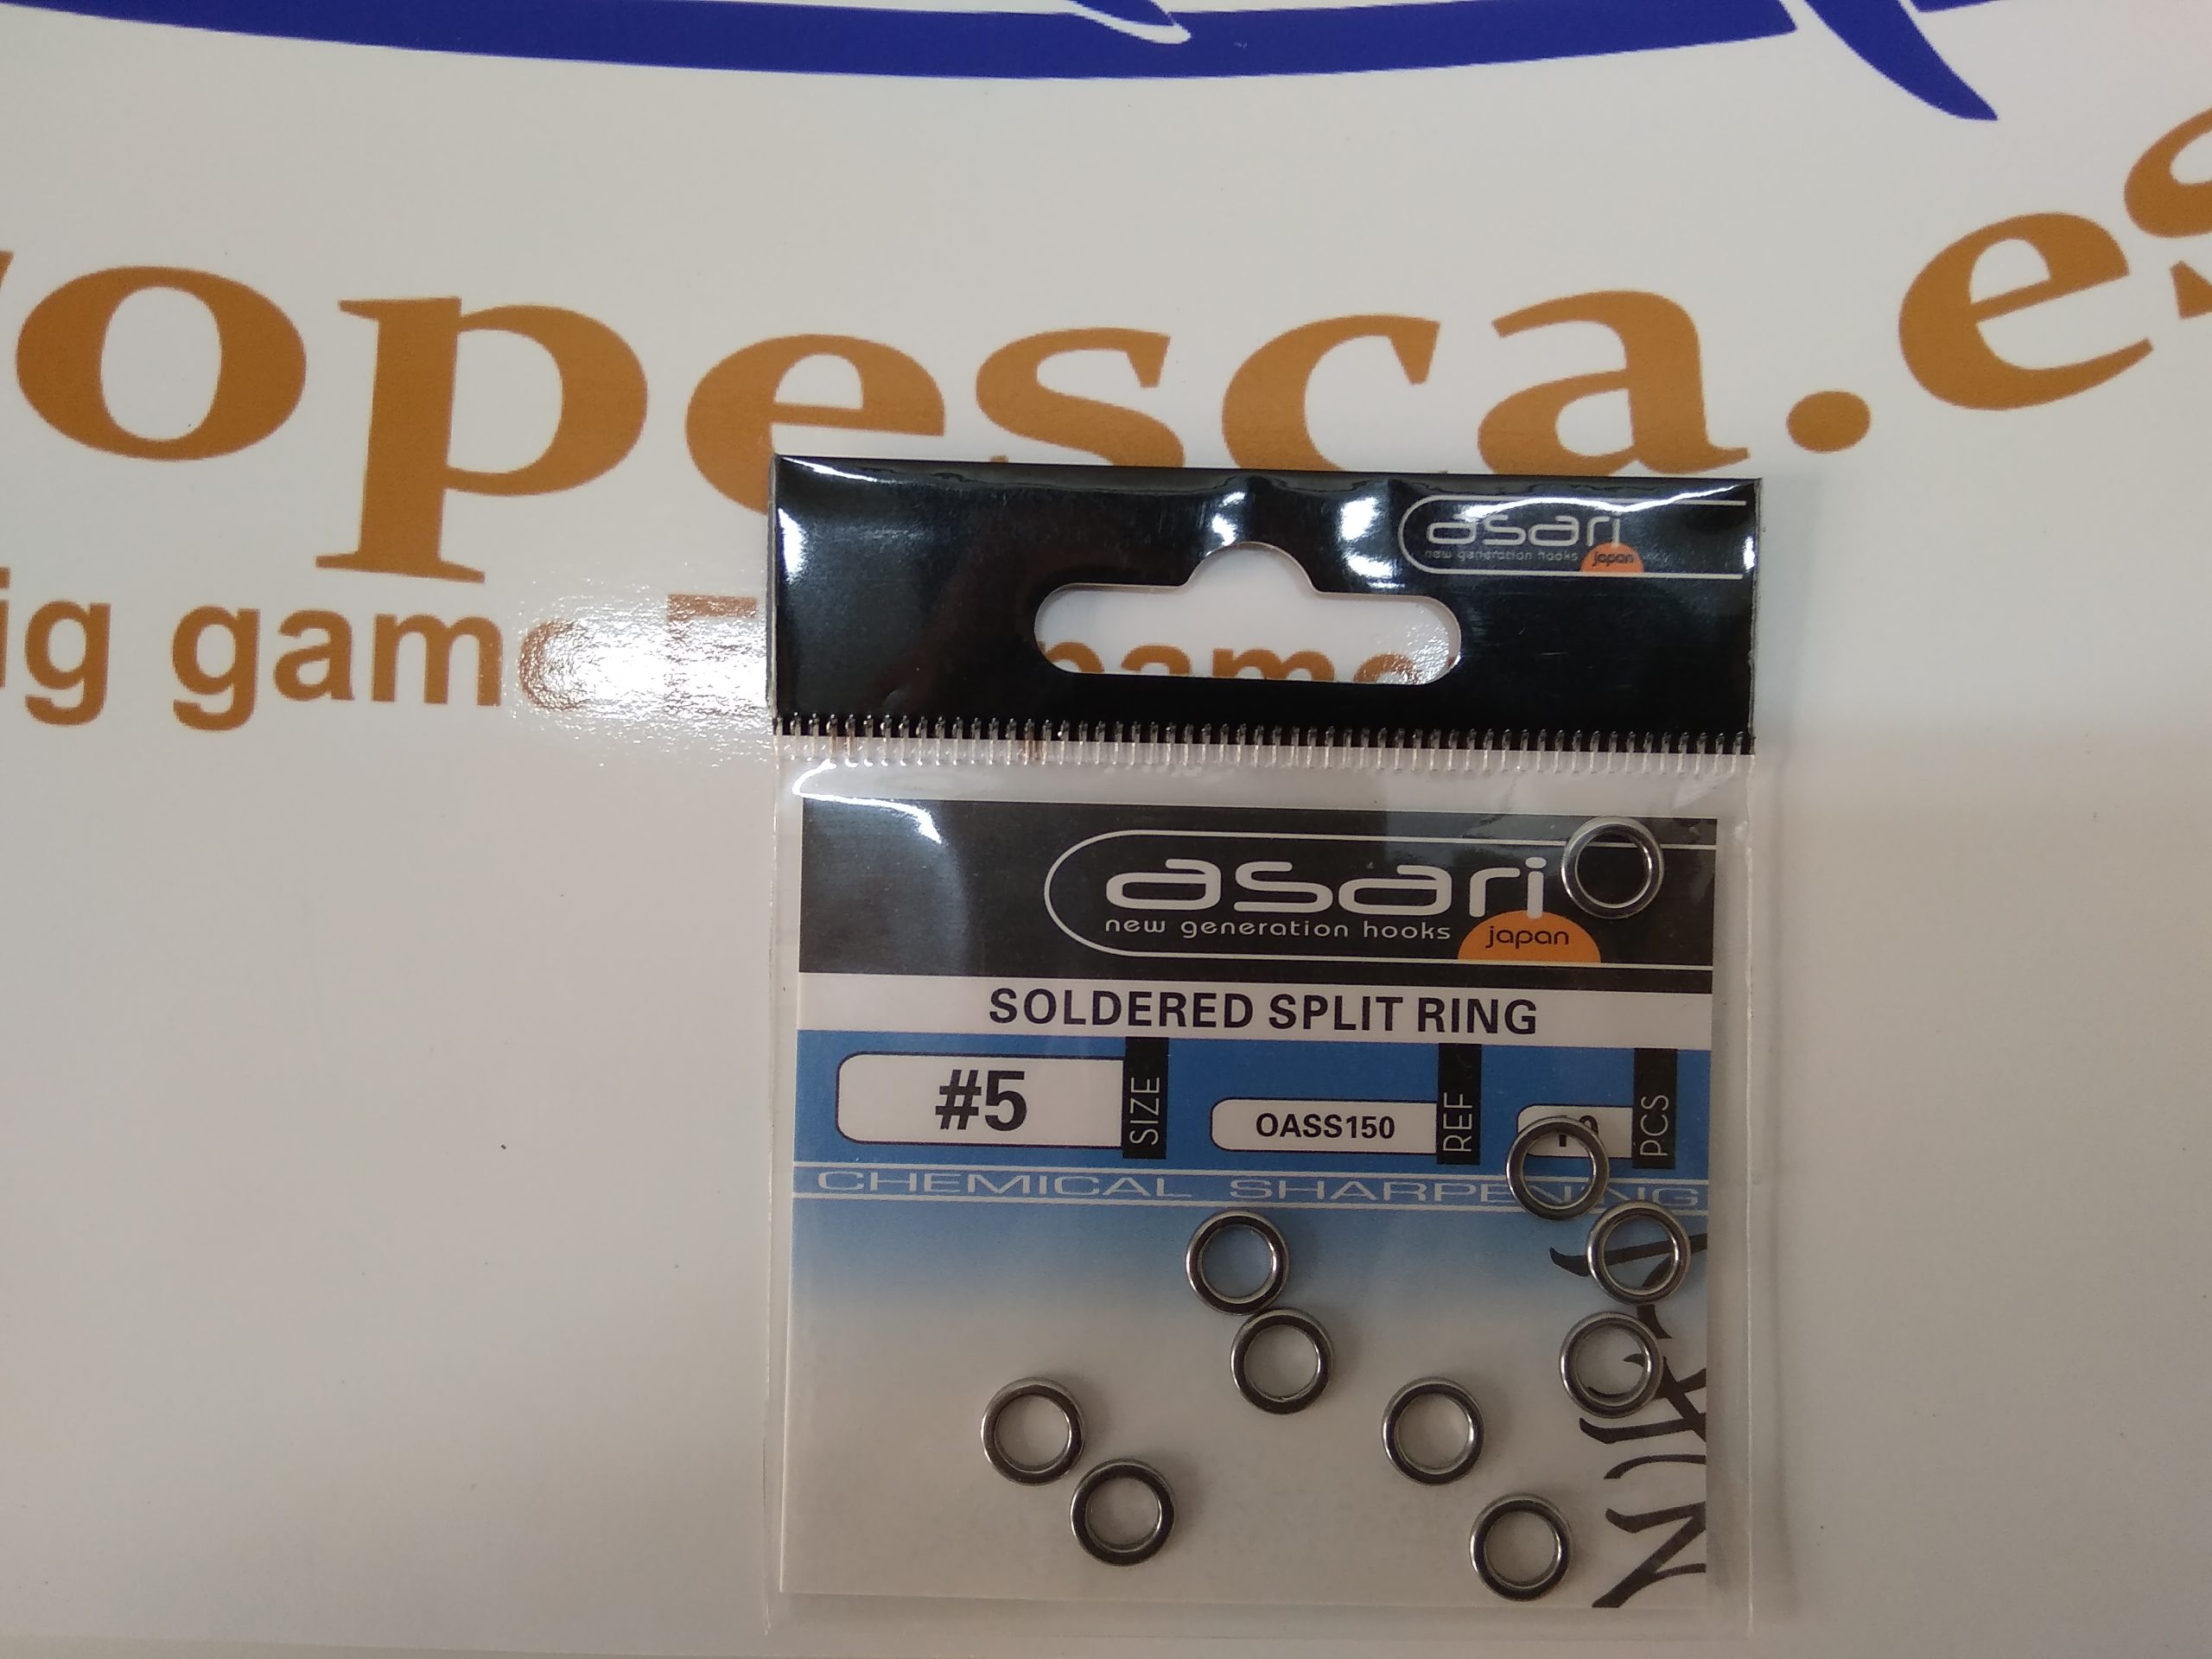 opesca.es
ig game
asari
new generation hooks
japan
asari
new generation hooks
japan
SOLDERED SPLIT RING
#5
SIZE
OASS150
REF
PCS
CHEMICAL SHARPENING